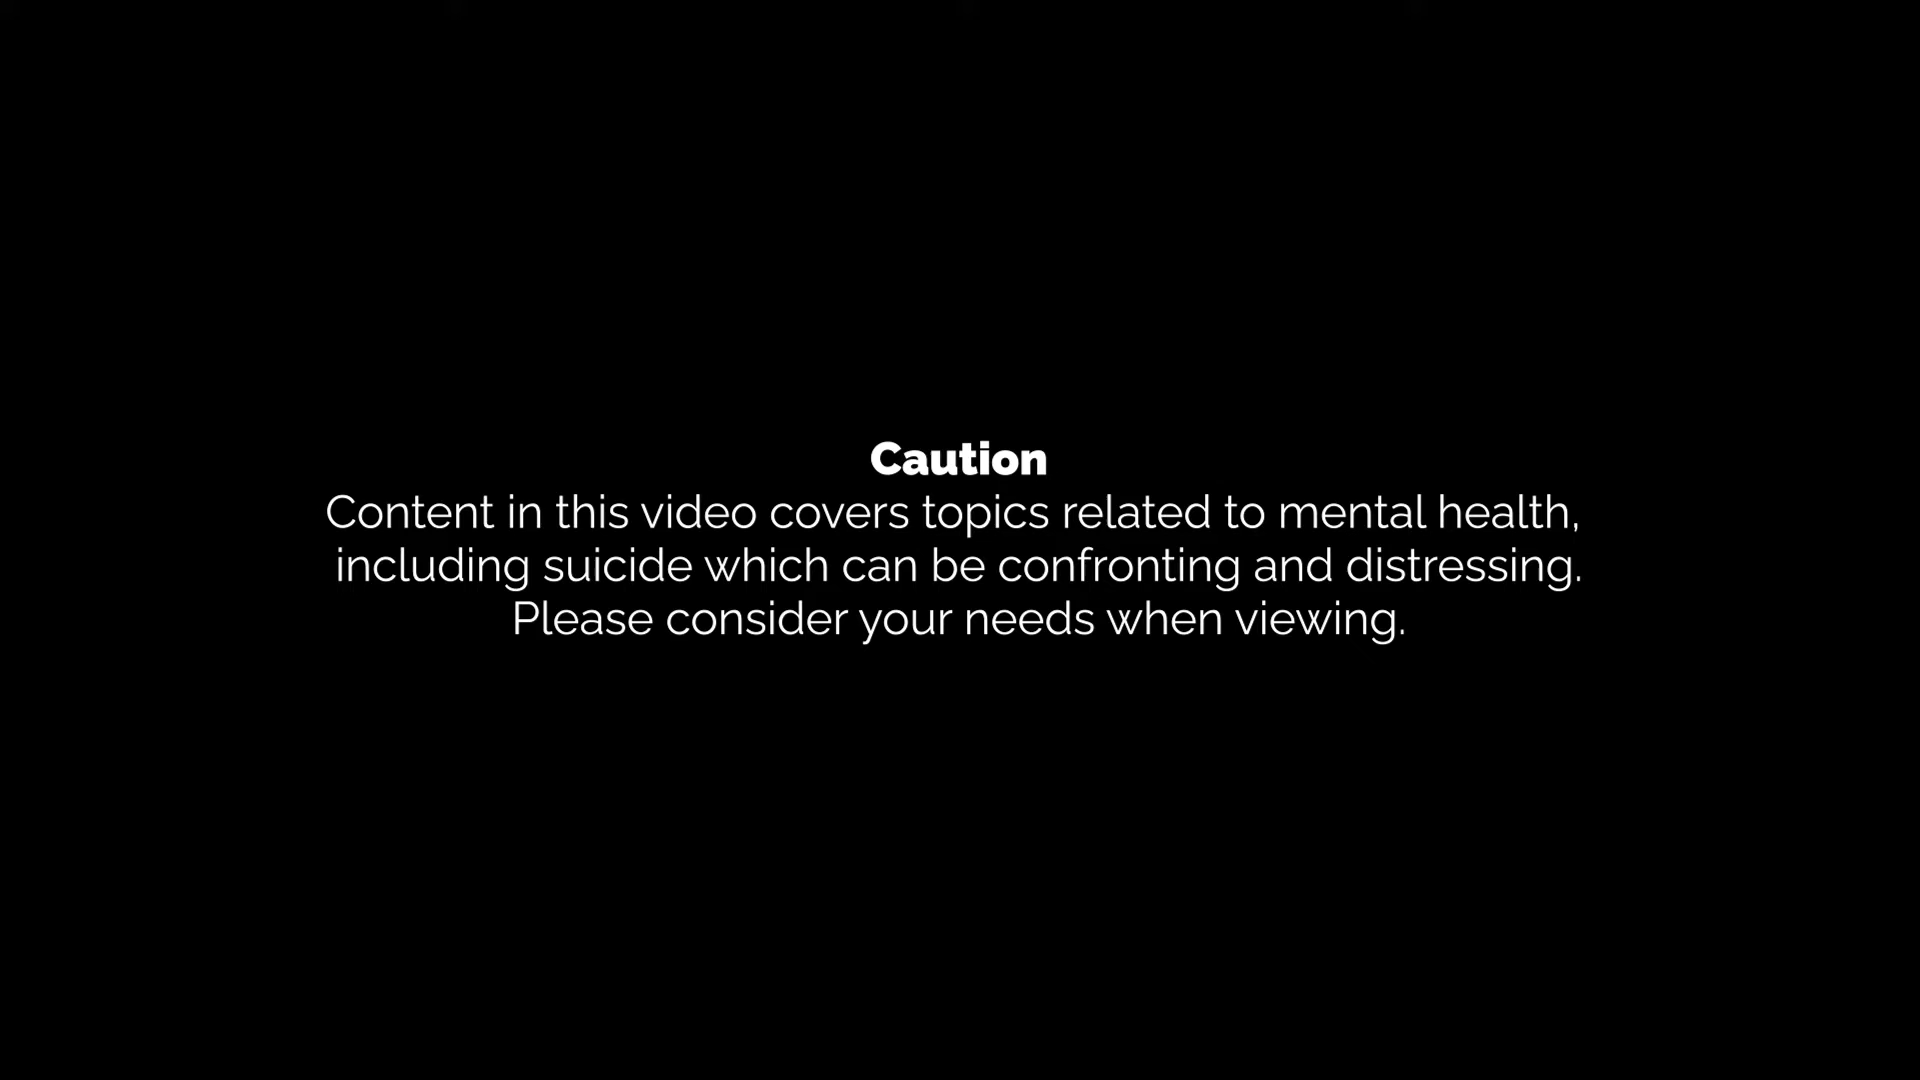 Caution
Content in this video covers topics related to mental health,
including suicide which can be confronting and distressing.
Please consider your needs when viewing.